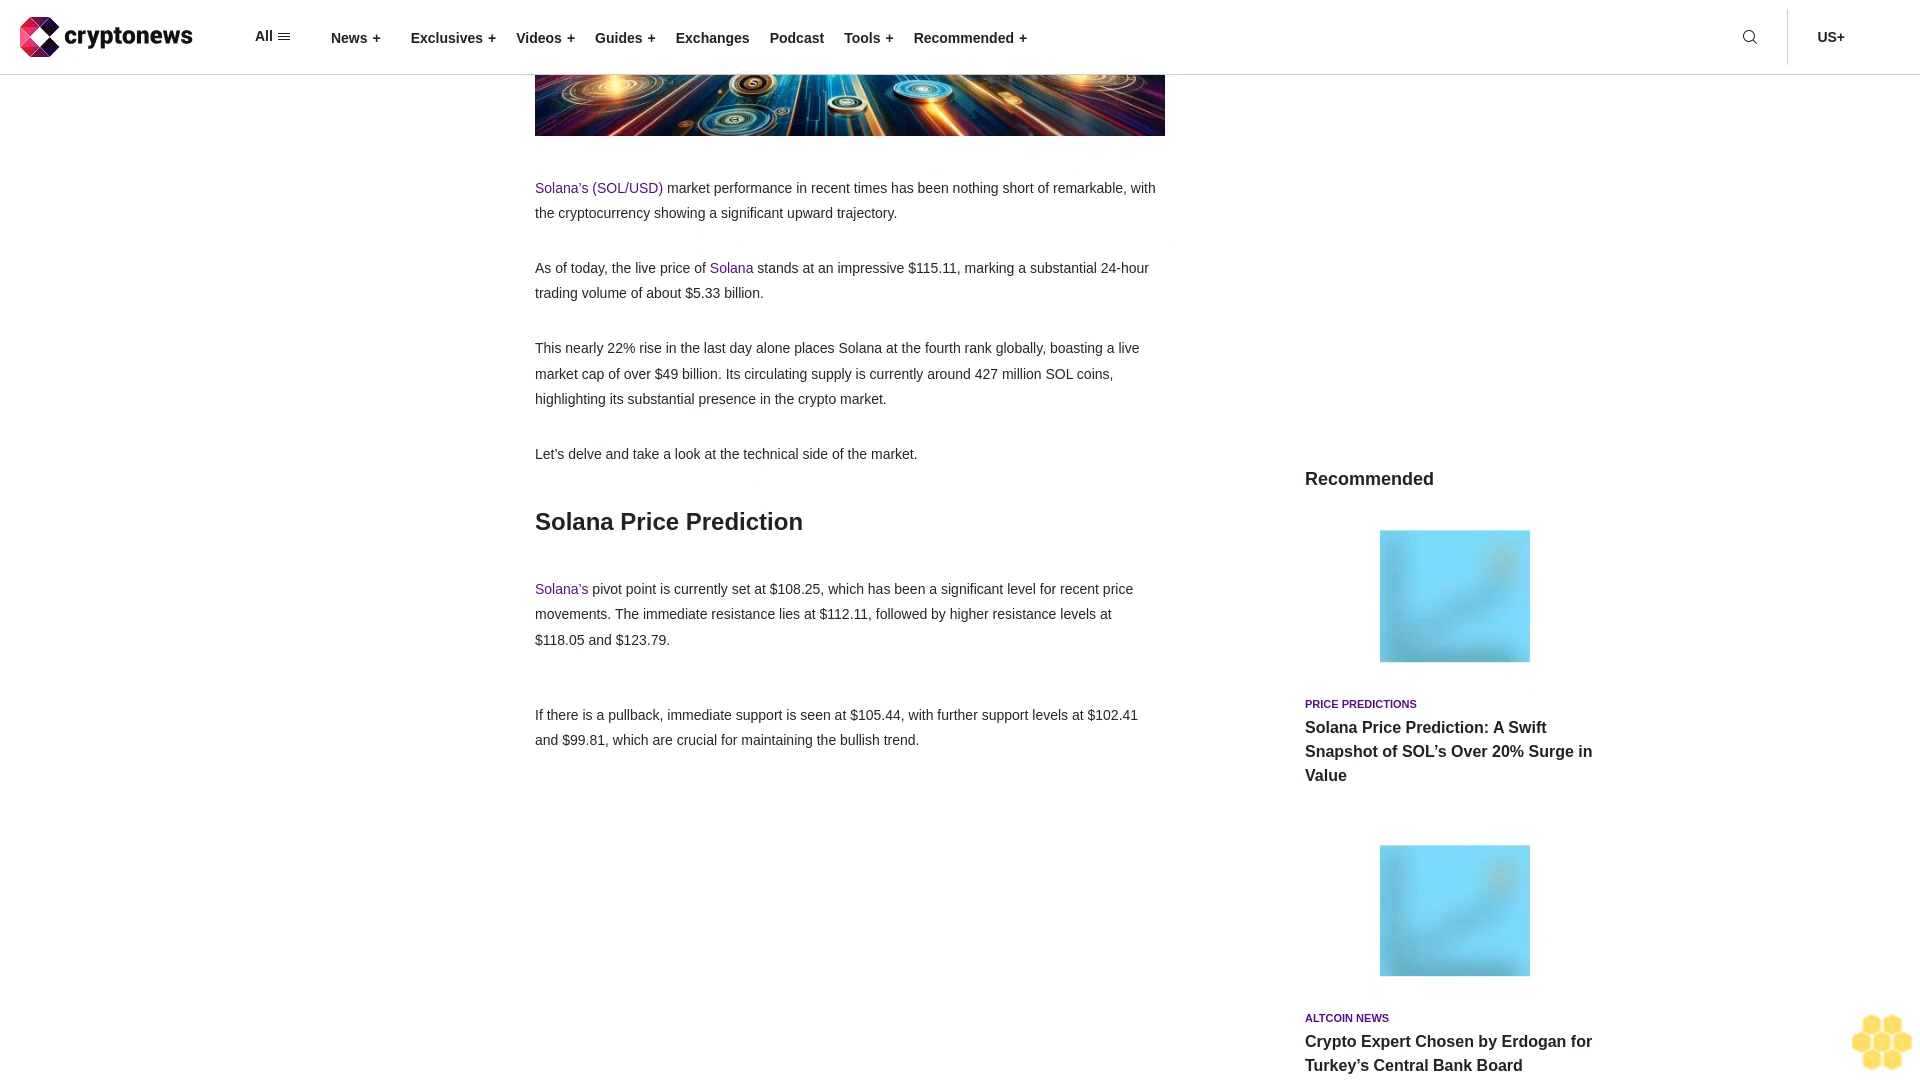 cryptonews
All
News +
Exclusives +
Videos +
Guides +
Exchanges
Podcast
Tools +
Recommended +
US+
Solana’s (SOL/USD) market performance in recent times has been nothing short of remarkable, with
the cryptocurrency showing a significant upward trajectory.
As of today, the live price of Solana stands at an impressive $115.11, marking a substantial 24-hour
trading volume of about $5.33 billion.
This nearly 22% rise in the last day alone places Solana at the fourth rank globally, boasting a live
market cap of over $49 billion. Its circulating supply is currently around 427 million SOL coins,
highlighting its substantial presence in the crypto market.
Let’s delve and take a look at the technical side of the market.
Solana Price Prediction
Solana’s pivot point is currently set at $108.25, which has been a significant level for recent price
movements. The immediate resistance lies at $112.11, followed by higher resistance levels at
$118.05 and $123.79.
If there is a pullback, immediate support is seen at $105.44, with further support levels at $102.41
and $99.81, which are crucial for maintaining the bullish trend.
Recommended
PRICE PREDICTIONS
Solana Price Prediction: A Swift
Snapshot of SOL’s Over 20% Surge in
Value
ALTCOIN NEWS
Crypto Expert Chosen by Erdogan for
Turkey’s Central Bank Board